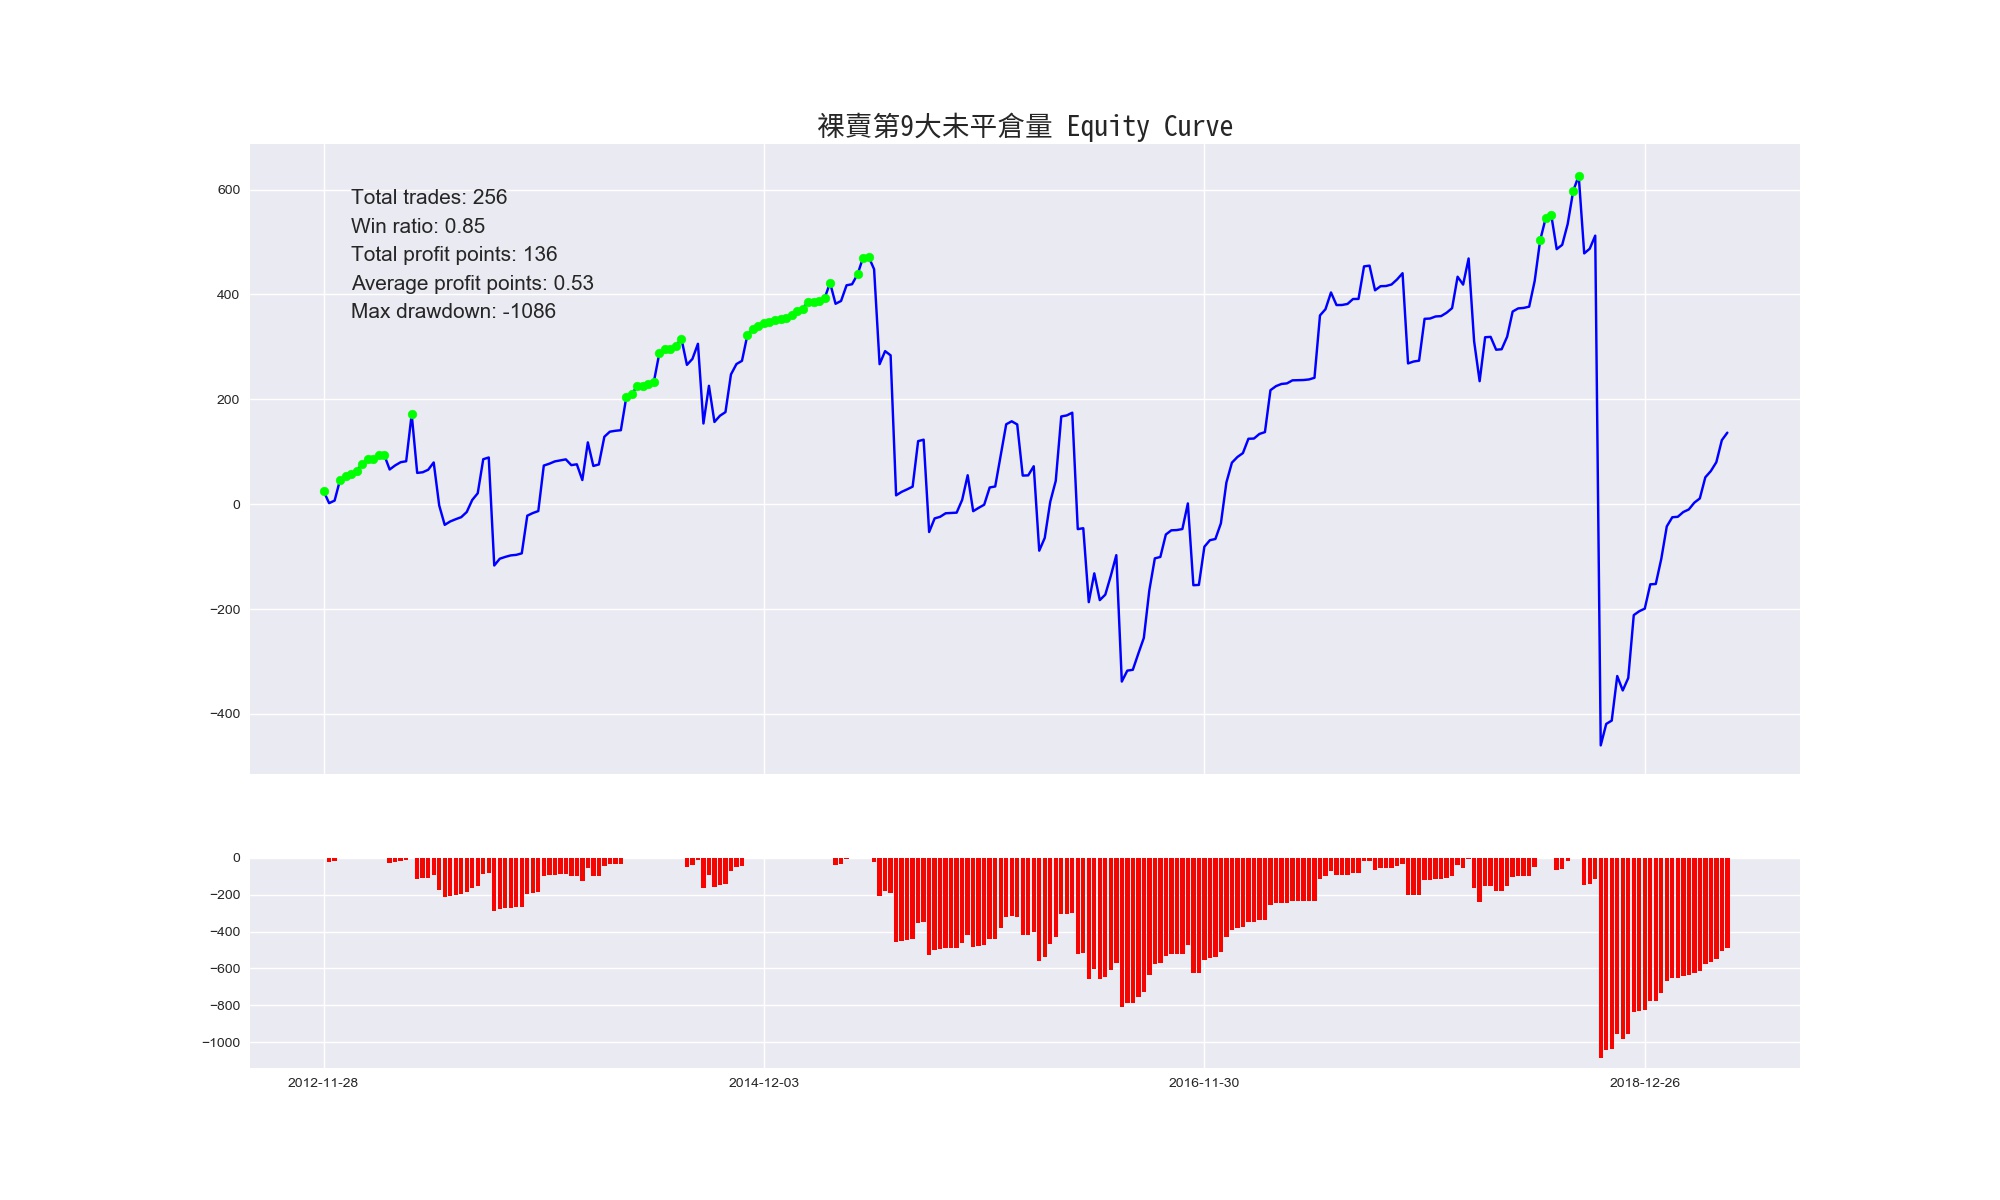 裸賣第9大未平倉量 Equity Curve
600
400
200
0
−200
−400
Total trades: 256
Win ratio: 0.85
Total profit points: 136
Average profit points: 0.53
Max drawdown: -1086
0
−200
−400
−600
−800
−1000
2012-11-28 2014-12-03 2016-11-30 2018-12-26